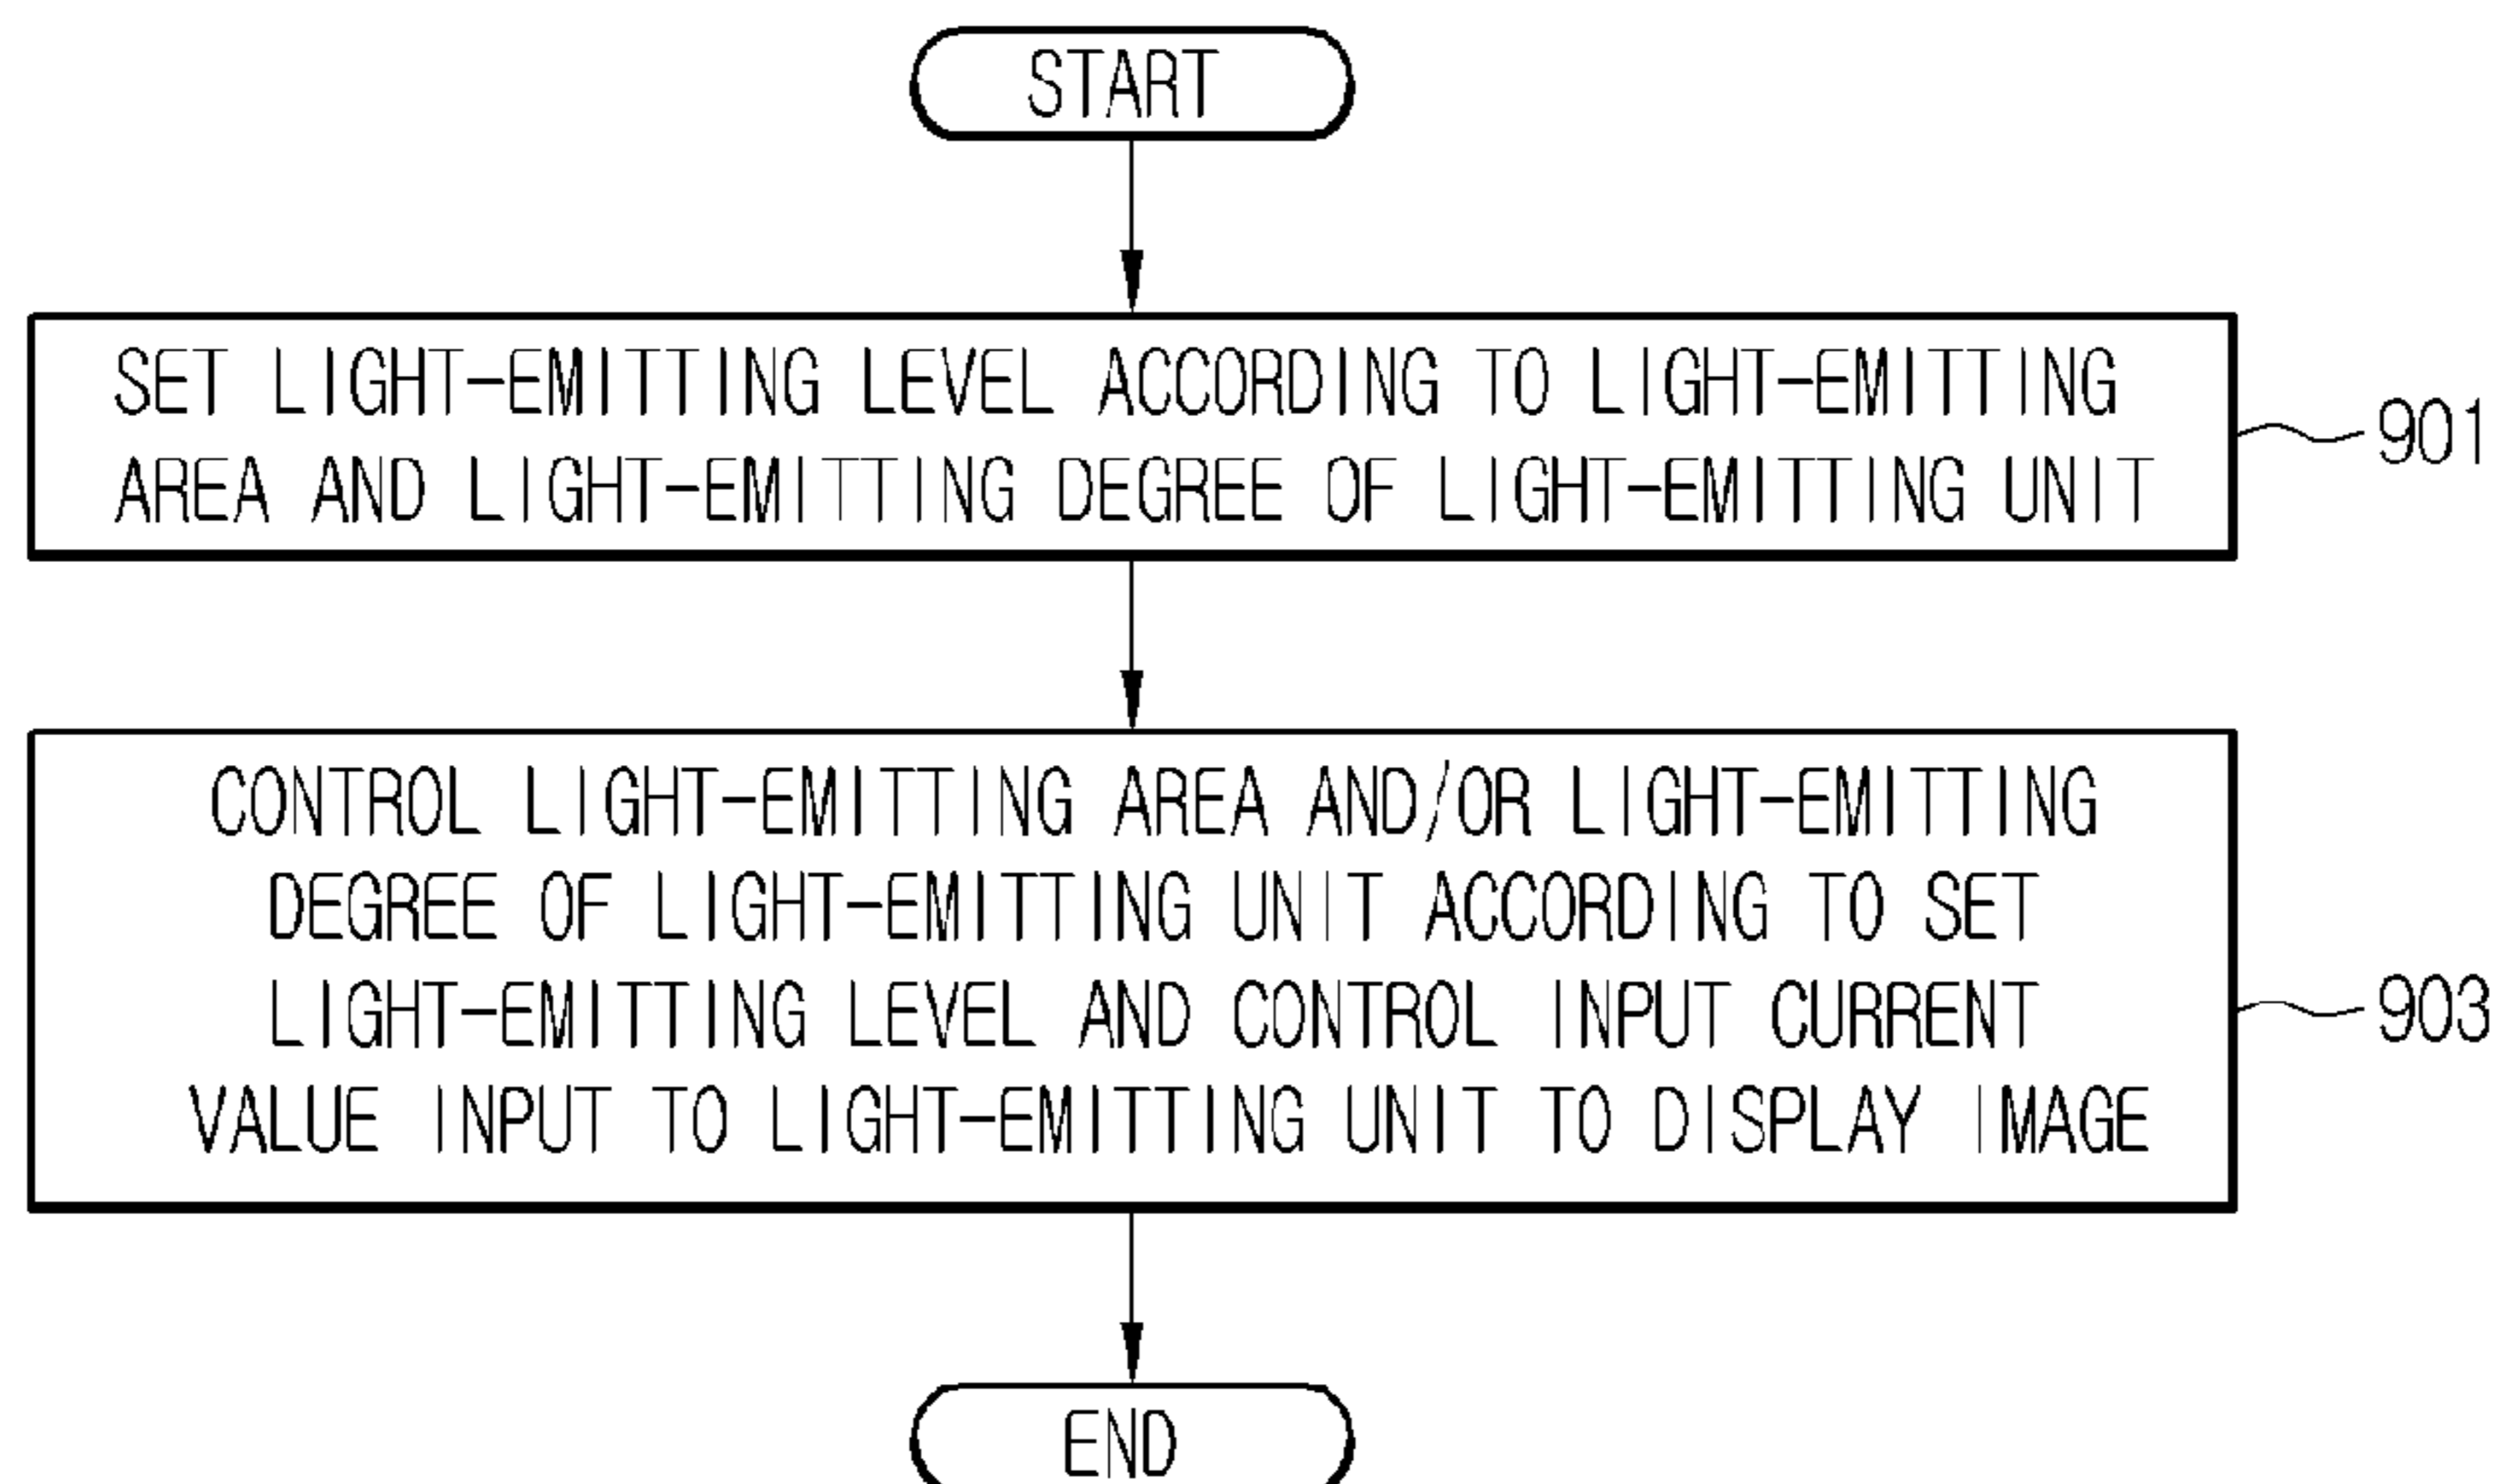 START
SET LIGHT-EMITTING LEVEL ACCORDING TO LIGHT-EMITTING
AREA AND LIGHT-EMITTING DEGREE OF LIGHT-EMITTING UNIT
901
CONTROL LIGHT-EMITTING AREA AND/OR LIGHT-EMITTING
DEGREE OF LIGHT-EMITTING UNIT ACCORDING TO SET
LIGHT-EMITTING LEVEL AND CONTROL INPUT CURRENT
VALUE INPUT TO LIGHT-EMITTING UNIT TO DISPLAY IMAGE
903
END